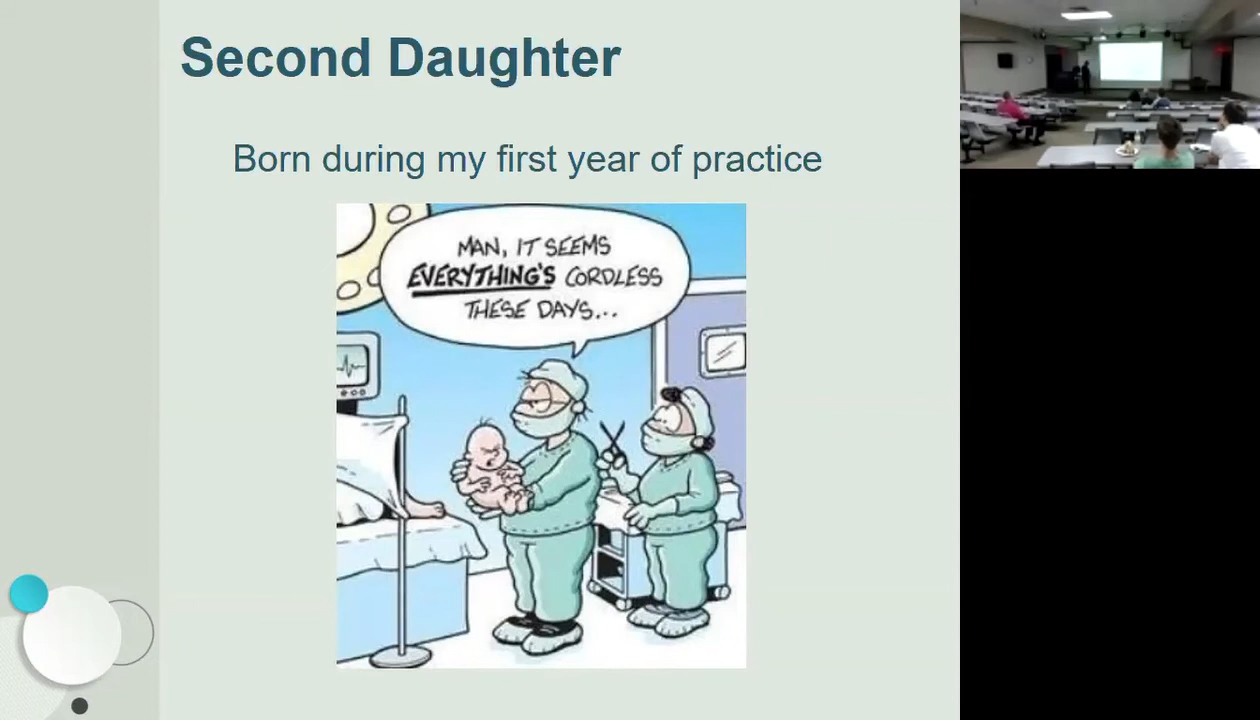 Second Daughter
Born during my first year of practice
MAN, IT SEEMS
EVERYTHING'S CORDLESS
THESE DAYS...